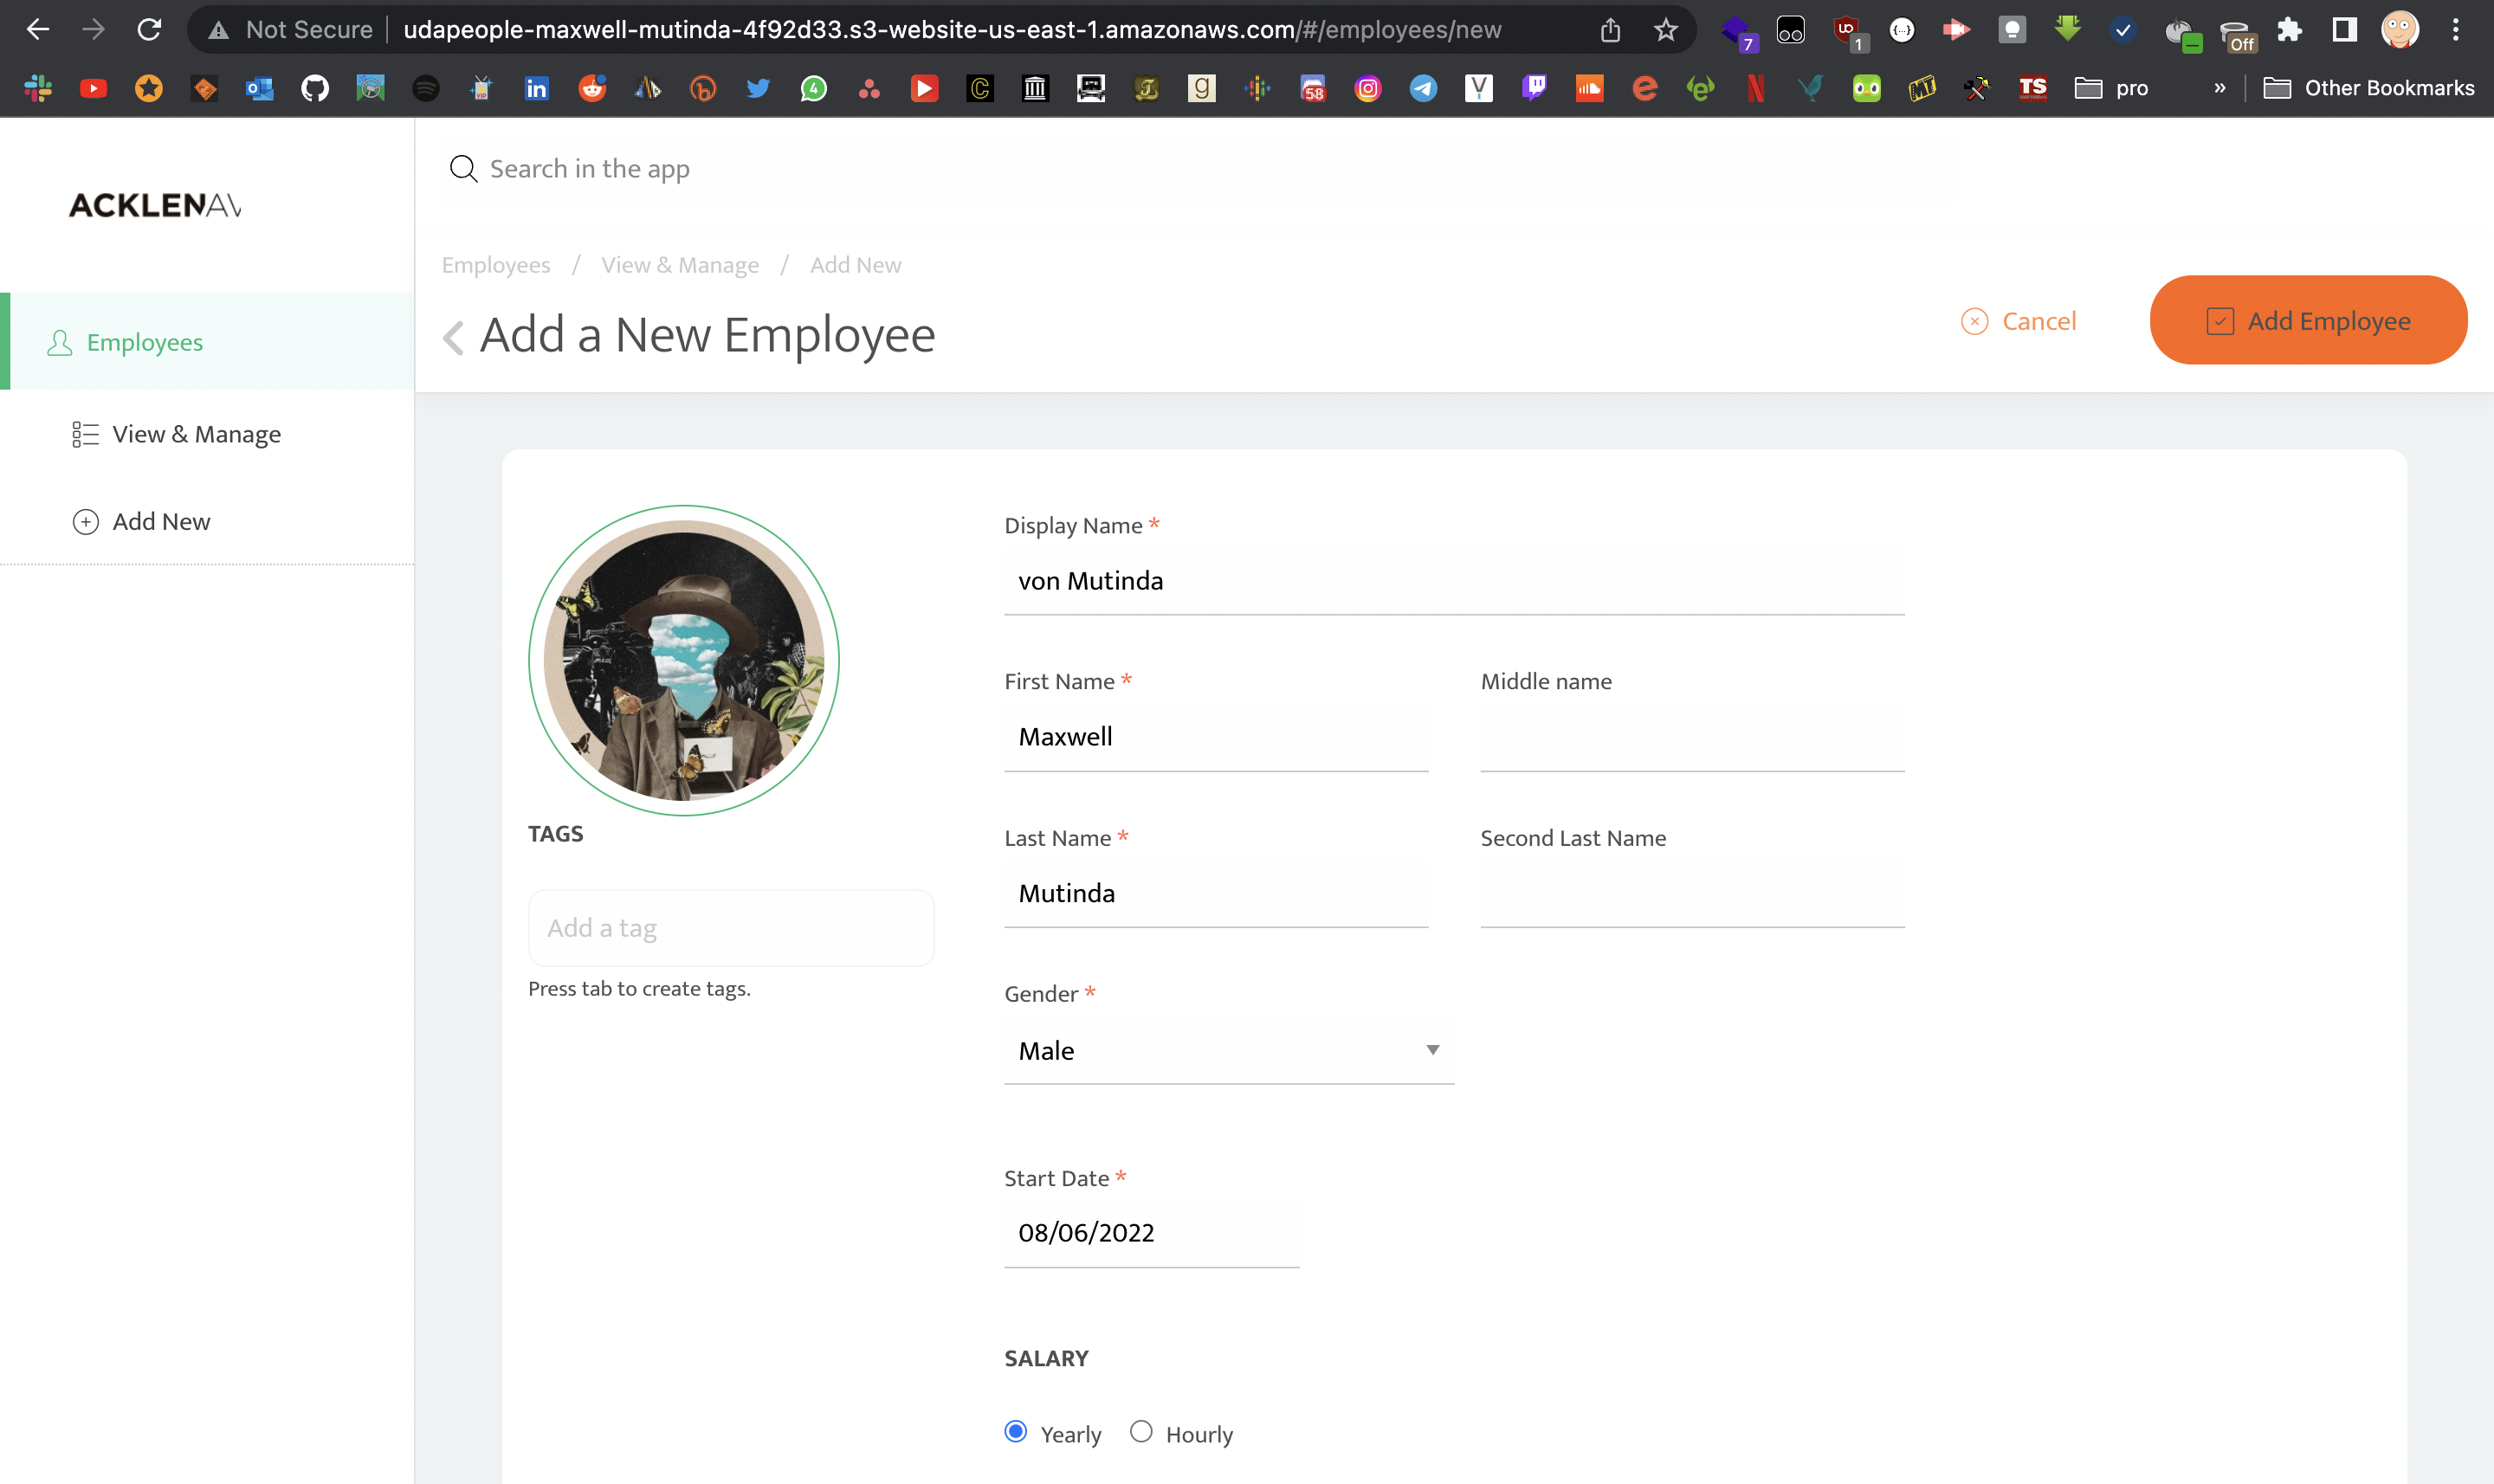 Not Secure
udapeople-maxwell-mutinda-4f92d33.s3-website-us-east-1.amazonaws.com/#/employees/new
7
1
Off
4
58
TS
pro
»
Other Bookmarks
ACKLENAV
Search in the app
Employees / View & Manage / Add New
Add a New Employee
Cancel
Add Employee
Employees
View & Manage
Add New
Display Name *
von Mutinda
First Name *
Maxwell
Middle name
Last Name *
Mutinda
Second Last Name
TAGS
Add a tag
Press tab to create tags.
Gender *
Male
Start Date *
08/06/2022
SALARY
Yearly
Hourly